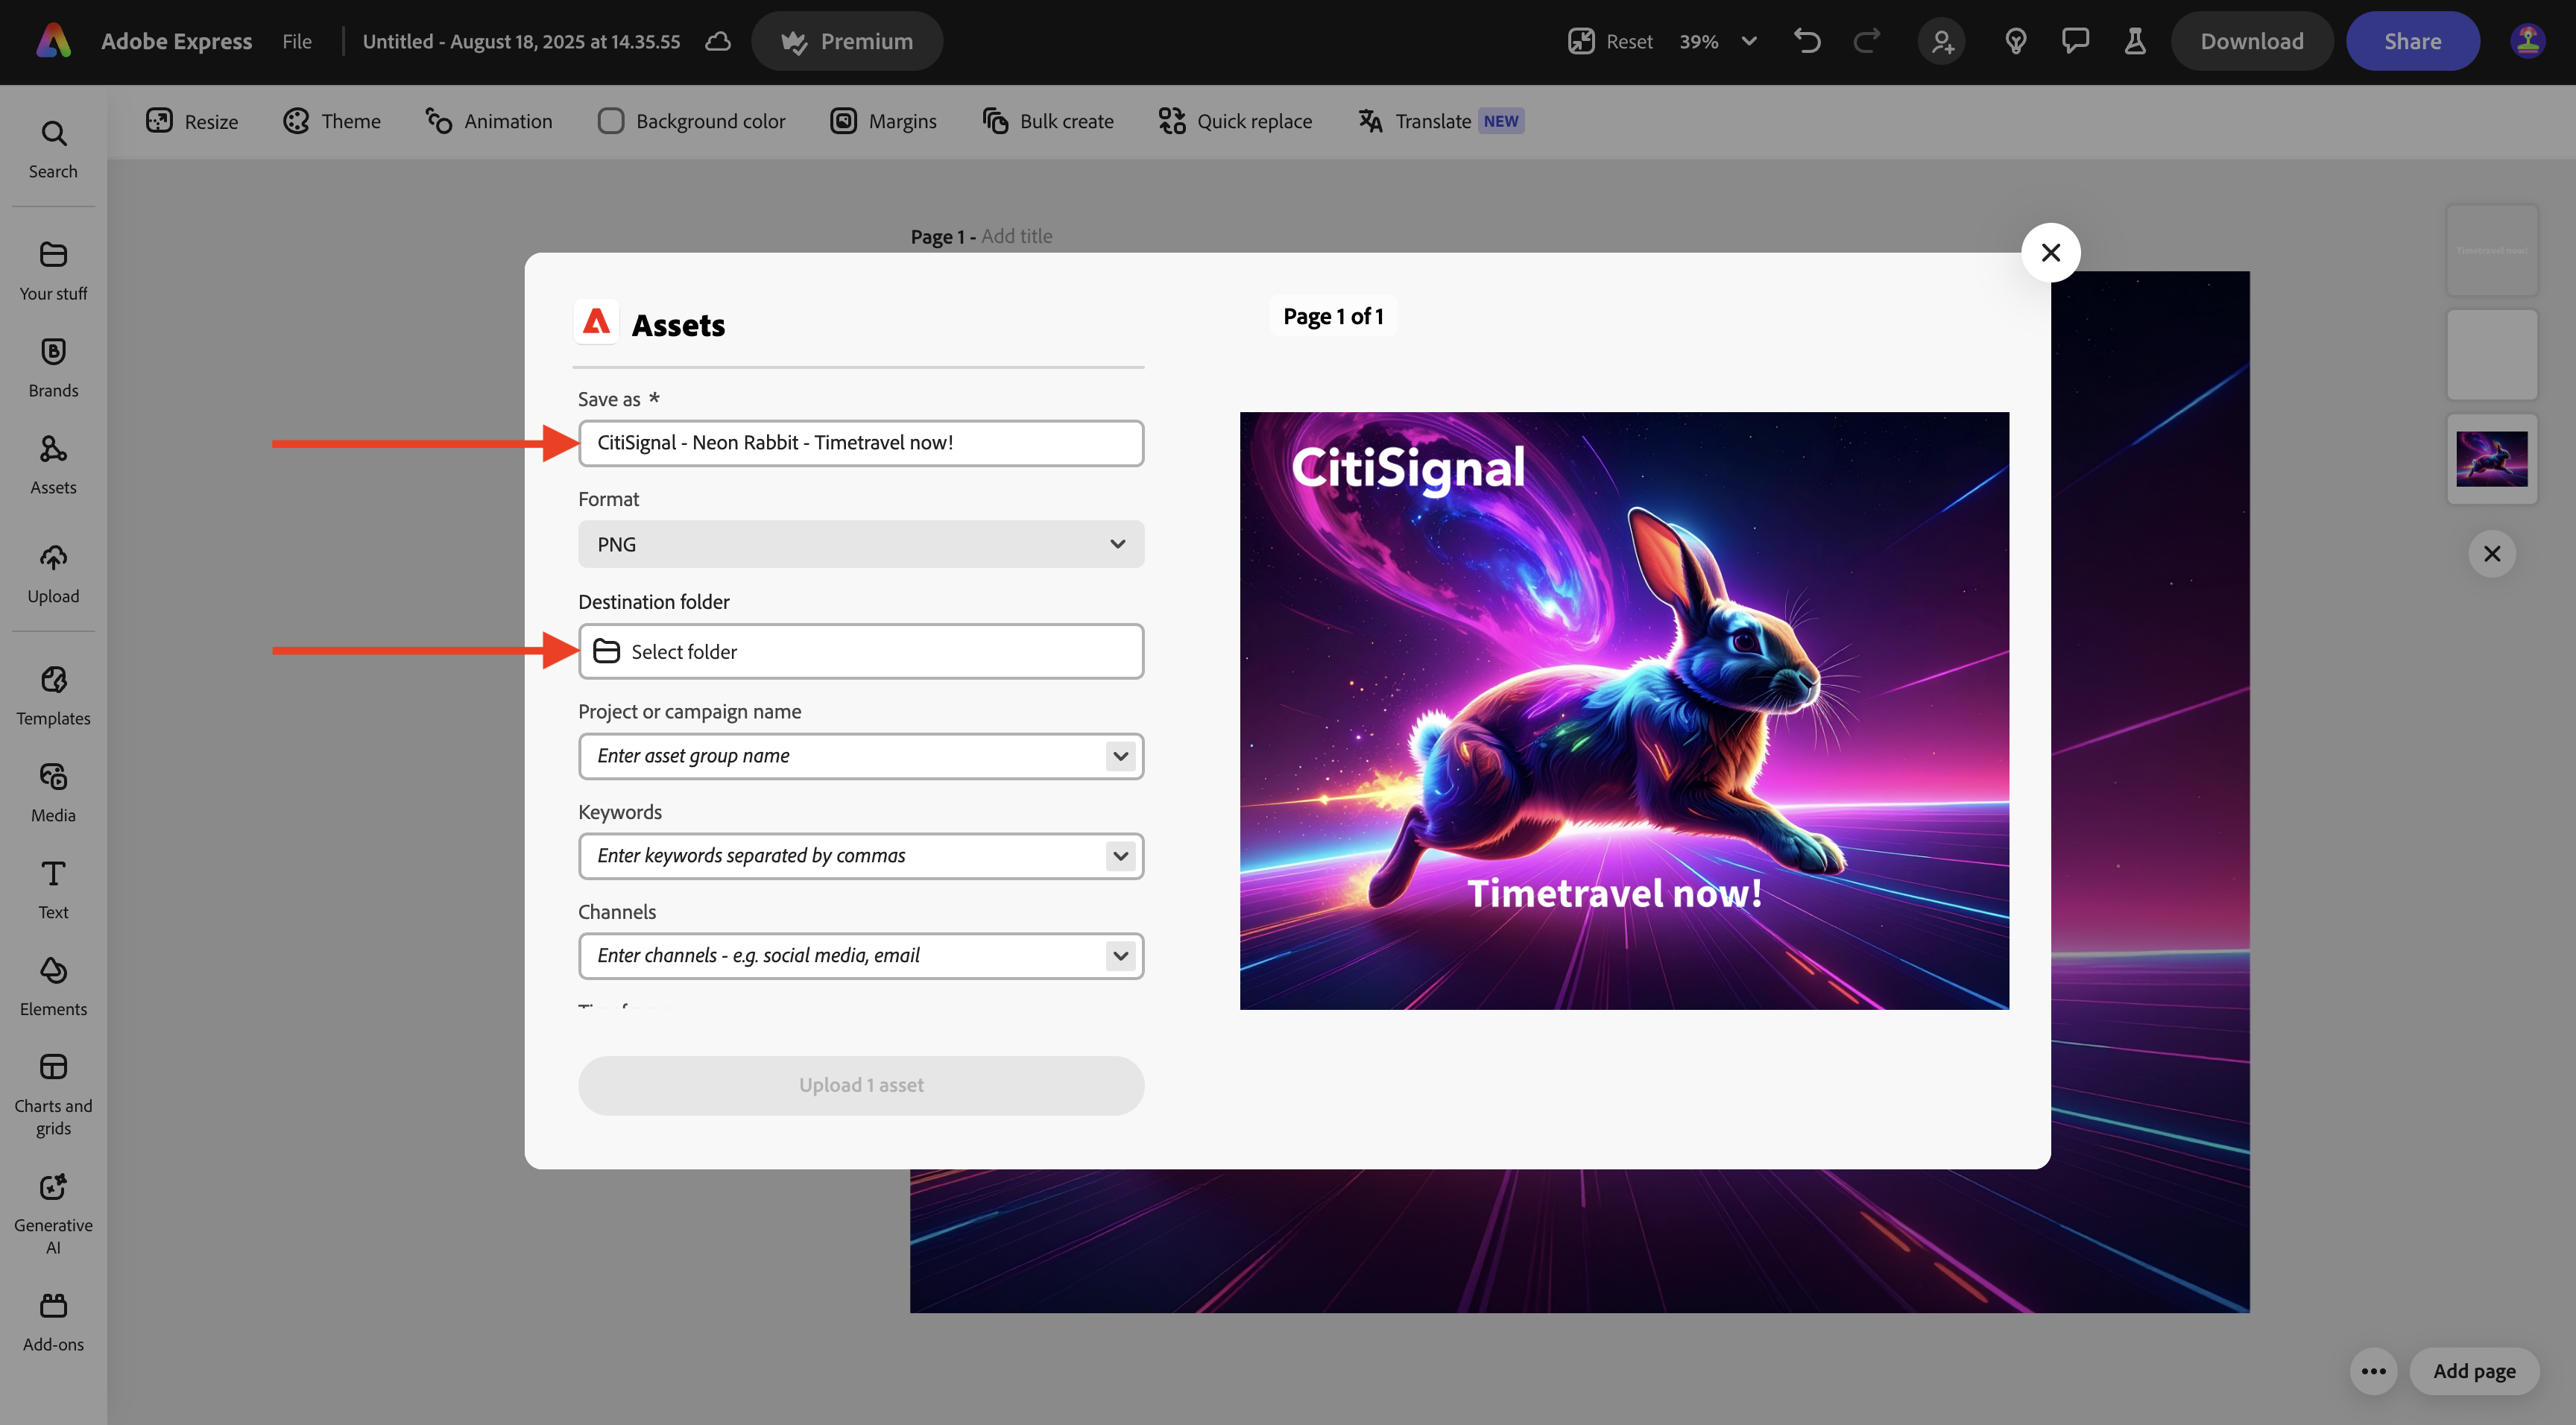 Adobe Express
File
Untitled - August 18, 2025 at 14.35.55
Premium
Reset
39%
Download
Share
Resize
Theme
Animation
Background color
Margins
Bulk create
Quick replace
Translate NEW
Search
Your stuff
Brands
Assets
Upload
Templates
Media
Text
Elements
Charts and
grids
Generative
AI
Add-ons
Page 1 - Add title
Assets
Save as *
CitiSignal - Neon Rabbit - Timetravel now!
Format
PNG
Destination folder
Select folder
Project or campaign name
Enter asset group name
Keywords
Enter keywords separated by commas
Channels
Enter channels - e.g. social media, email
Upload 1 asset
Page 1 of 1
CitiSignal
Timetravel now!
Timetravel now!
Add page